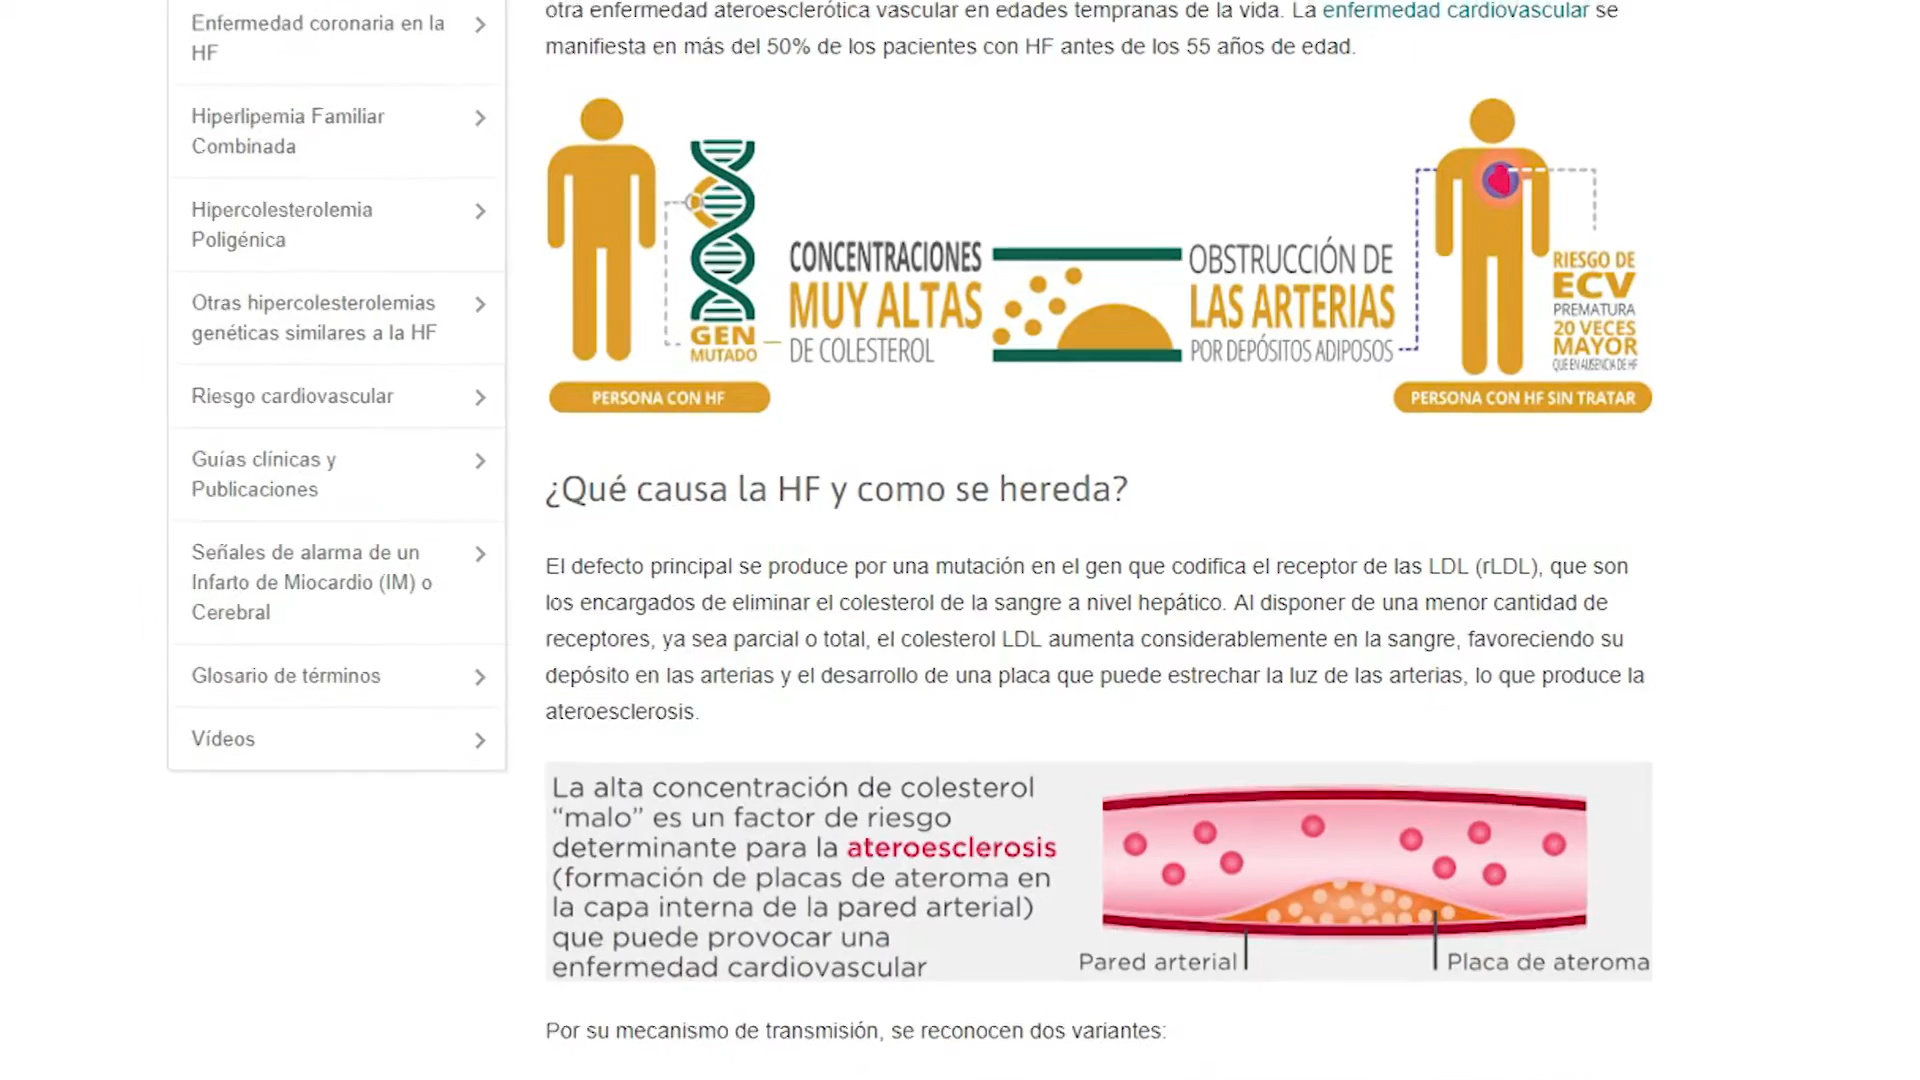 Enfermedad coronaria en la
HF
Hiperlipemia Familiar
Combinada
Hipercolesterolemia
Poligénica
Otras hipercolesterolemias
genéticas similares a la HF
Riesgo cardiovascular
Guías clínicas y
Publicaciones
Señales de alarma de un
Infarto de Miocardio (IM) o
Cerebral
Glosario de términos
Vídeos
otra enfermedad ateroesclerótica vascular en edades tempranas de la vida. La enfermedad cardiovascular se
manifiesta en más del 50% de los pacientes con HF antes de los 55 años de edad.
GEN
MUTADO
PERSONA CON HF
CONCENTRACIONES
MUY ALTAS
DE COLESTEROL
OBSTRUCCIÓN DE
LAS ARTERIAS
POR DEPÓSITOS ADIPOSOS
RIESGO DE
ECV
PREMATURA
20 VECES
MAYOR
QUE EN AUSENCIA DE HF
PERSONA CON HF SIN TRATAR
¿Qué causa la HF y como se hereda?
El defecto principal se produce por una mutación en el gen que codifica el receptor de las LDL (rLDL), que son
los encargados de eliminar el colesterol de la sangre a nivel hepático. Al disponer de una menor cantidad de
receptores, ya sea parcial o total, el colesterol LDL aumenta considerablemente en la sangre, favoreciendo su
depósito en las arterias y el desarrollo de una placa que puede estrechar la luz de las arterias, lo que produce la
ateroesclerosis.
La alta concentración de colesterol
“malo” es un factor de riesgo
determinante para la ateroesclerosis
(formación de placas de ateroma en
la capa interna de la pared arterial)
que puede provocar una
enfermedad cardiovascular
Pared arterial
Placa de ateroma
Por su mecanismo de transmisión, se reconocen dos variantes: